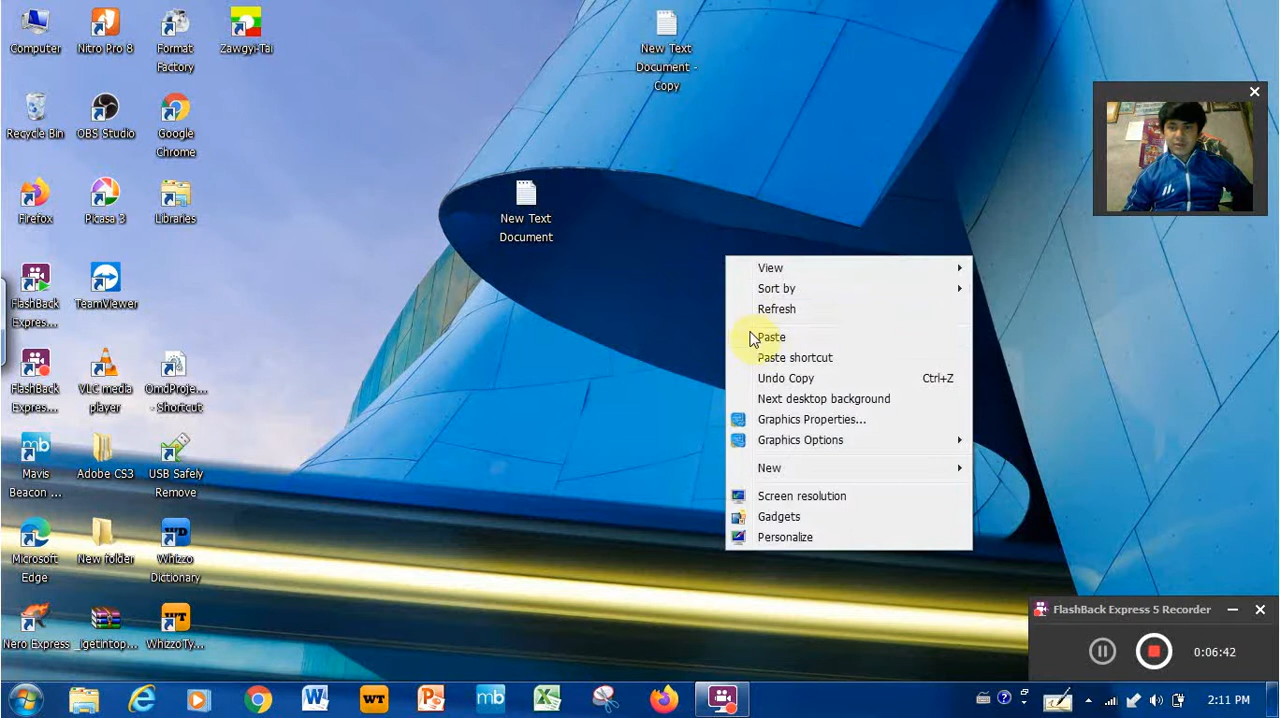 Computer
Nitro Pro 8
Format
Factory
Zawgyi-Tai
New Text
Document -
Copy
Recycle Bin
OBS Studio
Google
Chrome
Firefox
Picasa 3
Libraries
New Text
Document
FlashBack
Expres...
TeamViewer
View
Sort by
Refresh
Paste
Paste shortcut
Undo Copy Ctrl+Z
Next desktop background
Graphics Properties...
Graphics Options
New
Screen resolution
Gadgets
Personalize
FlashBack
Expres...
VLC media
player
OmdProje...
- Shortcut
Mavis
Beacon ...
Adobe CS3
USB Safely
Remove
Microsoft
Edge
New folder
Whizzo
Dictionary
Nero Express
_igetintop...
WhizzoTy...
FlashBack Express 5 Recorder
0:06:42
2:11 PM